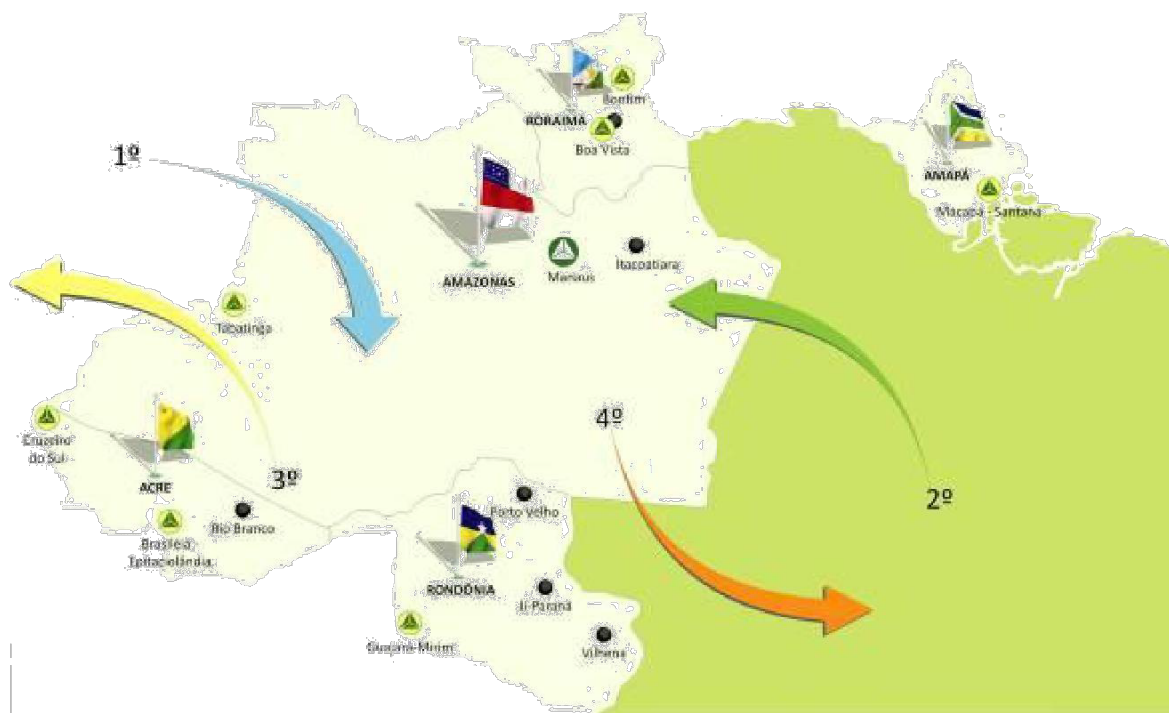 Bonfim
RORAIMA
Boa Vista
1º
AMAPÁ
Macapá - Santana
AMAZONAS
Manaus
Itacoatiara
Tabatinga
4º
Cruzeiro
do Sul
ACRE
3º
2º
Rio Branco
Porto Velho
Brasiléia
Epitaciolândia
RONDÔNIA
Ji-Paraná
Guajará-Mirim
Vilhena